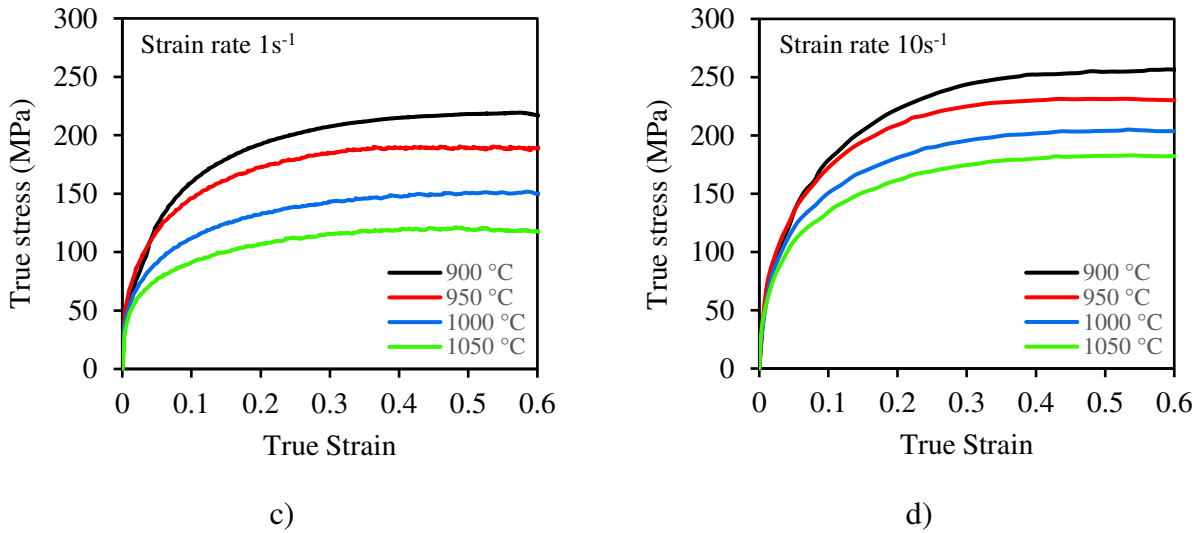 300
250
200
150
100
50
0
True stress (MPa)
Strain rate 1s-1
900 °C
950 °C
1000 °C
1050 °C
0 0.1 0.2 0.3 0.4 0.5 0.6
True Strain
c)
300
250
200
150
100
50
0
True stress (MPa)
Strain rate 10s-1
900 °C
950 °C
1000 °C
1050 °C
0 0.1 0.2 0.3 0.4 0.5 0.6
True Strain
d)